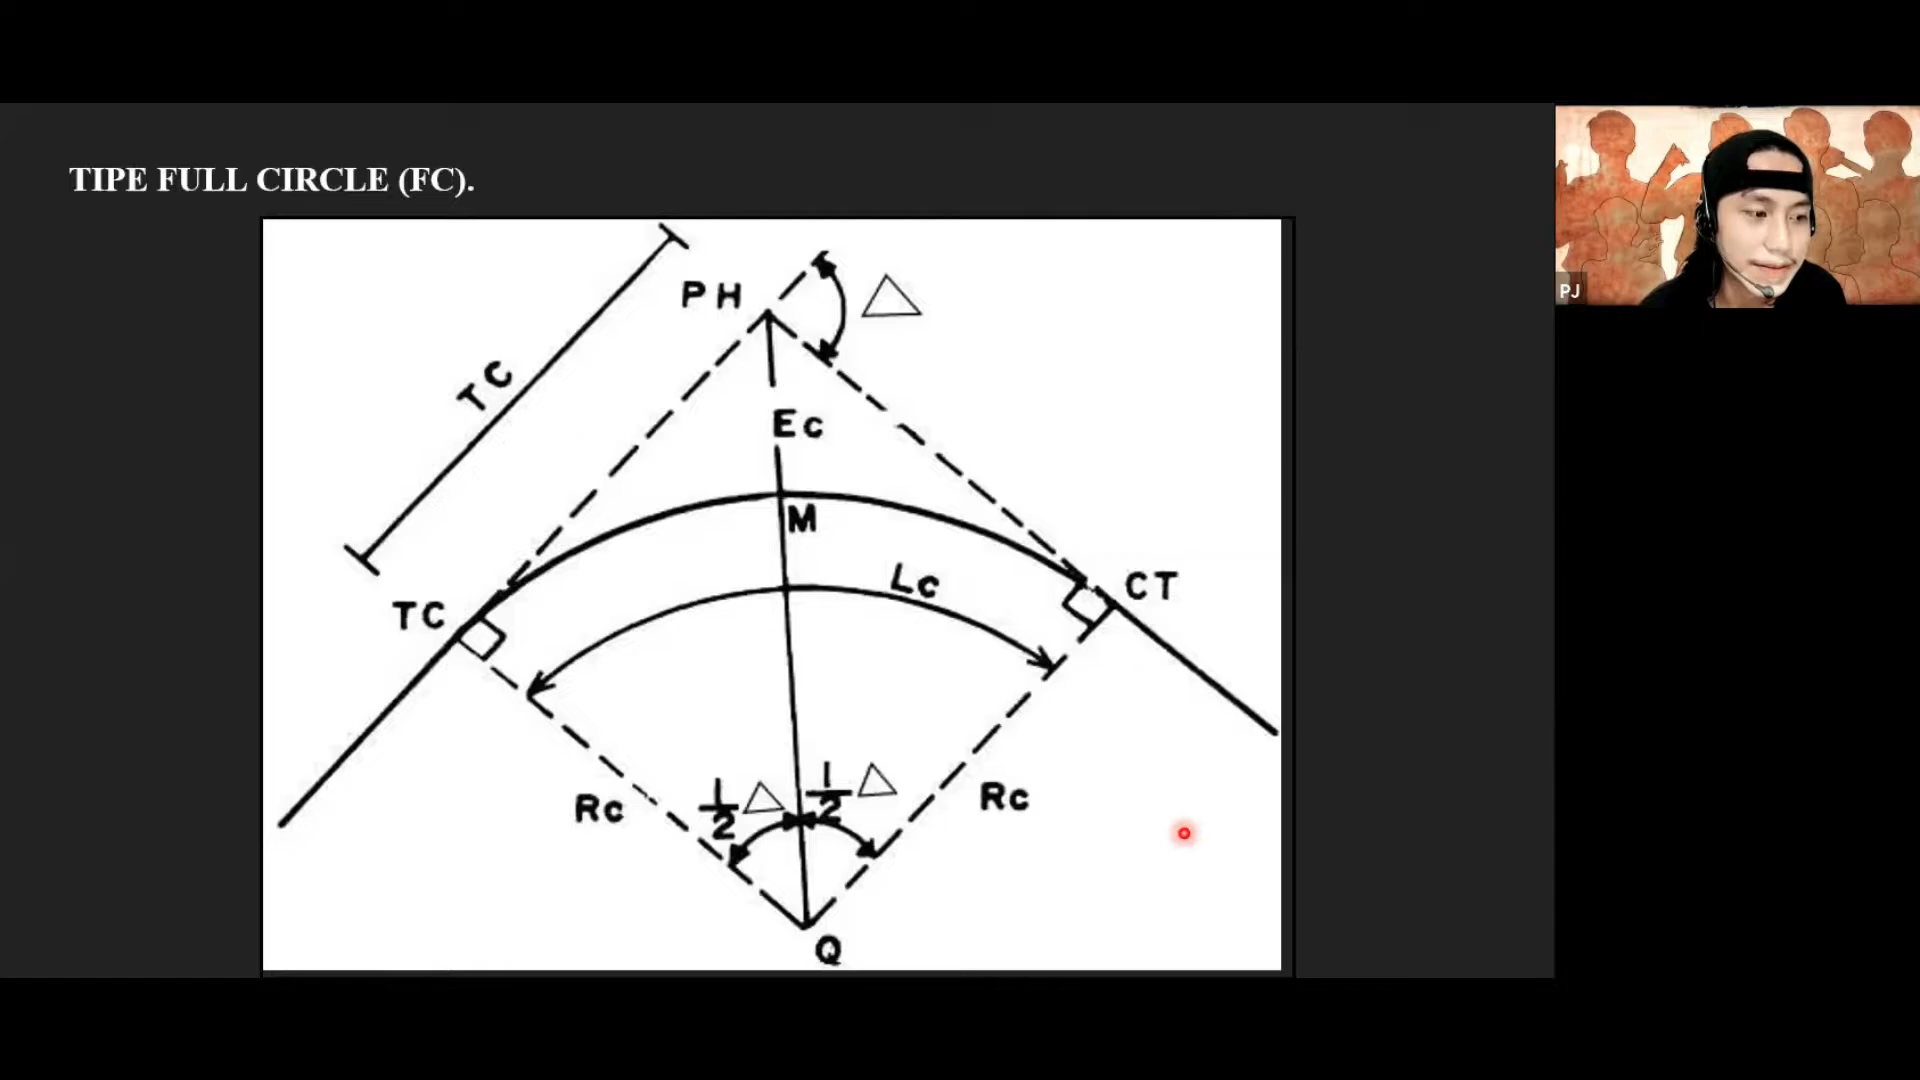 TIPE FULL CIRCLE (FC).
PH
△
TC
Ec
M
Lc
TC
CT
1/2 △
1/2 △
Rc
Rc
Q
PJ